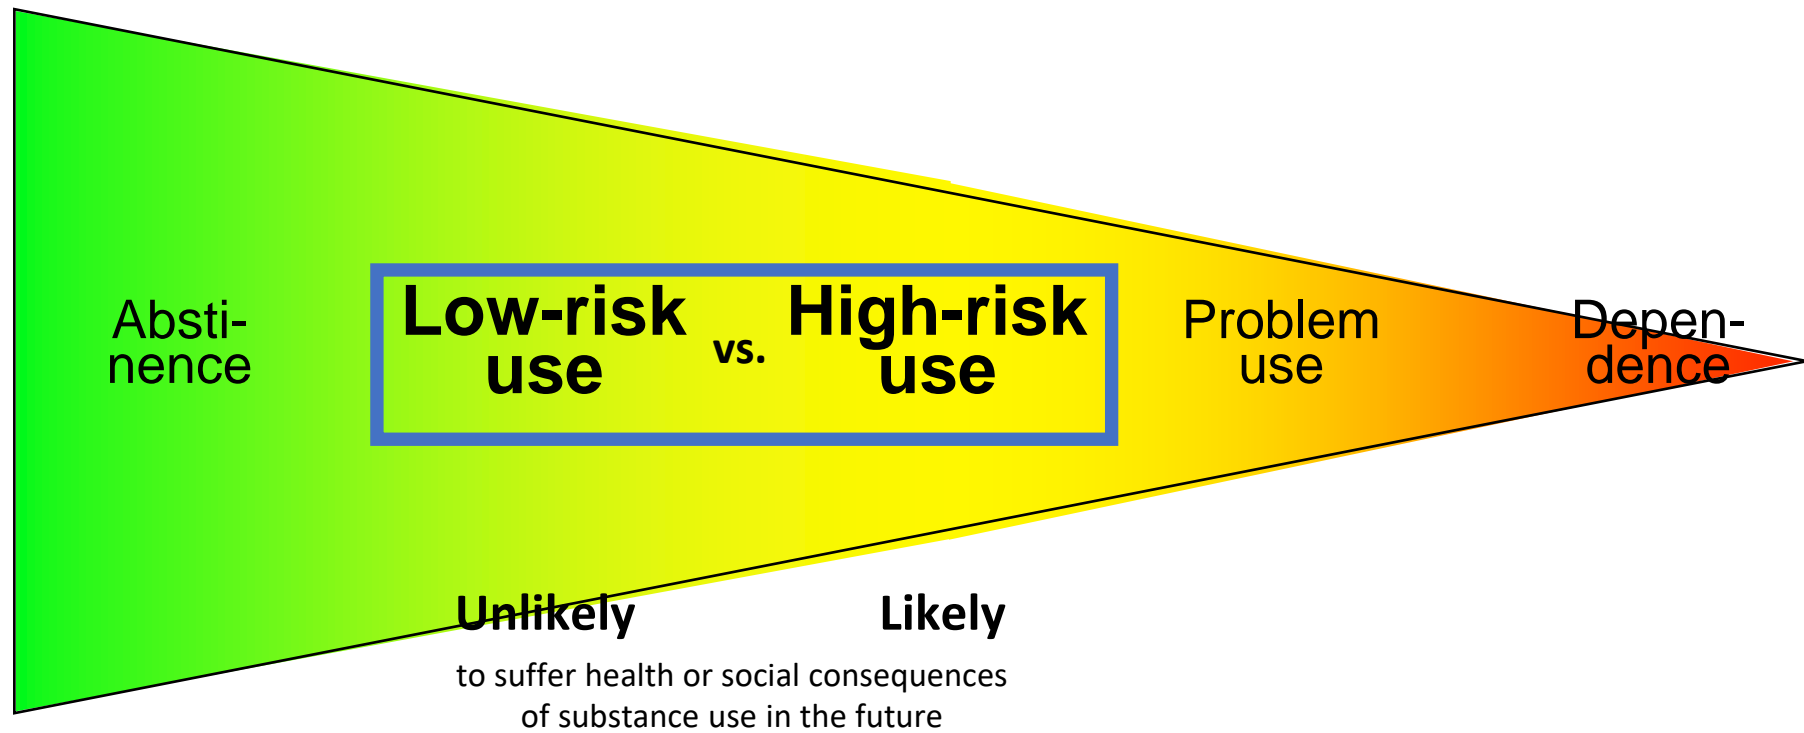 Absti-
nence
Low-risk
use
vs.
High-risk
use
Problem
use
Depen-
dence
Unlikely
Likely
to suffer health or social consequences
of substance use in the future